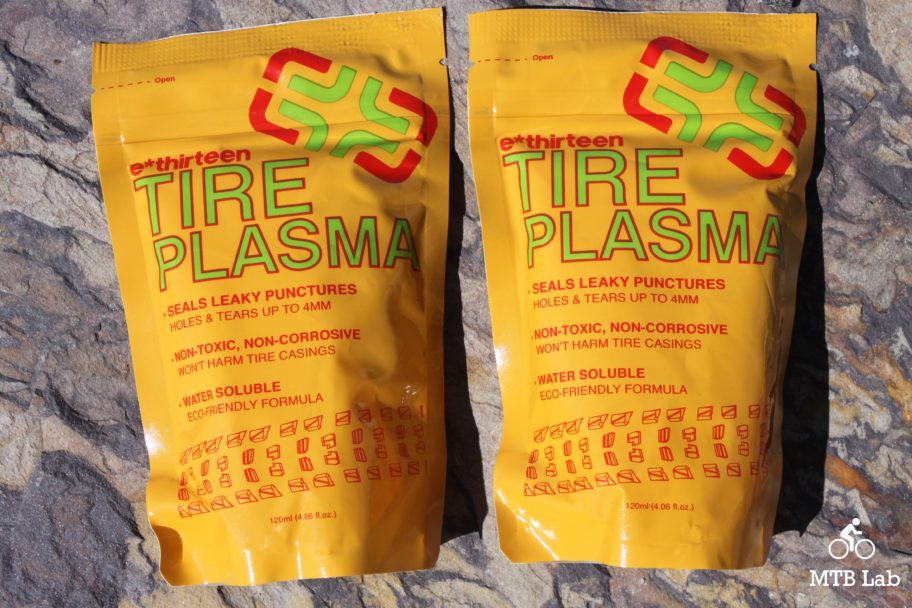 Open
e*thirteen
TIRE
PLASMA
• SEALS LEAKY PUNCTURES
HOLES & TEARS UP TO 4MM
• NON-TOXIC, NON-CORROSIVE
WON'T HARM TIRE CASINGS
• WATER SOLUBLE
ECO-FRIENDLY FORMULA
120ml (4.06 fl.oz.)
Open
e*thirteen
TIRE
PLASMA
• SEALS LEAKY PUNCTURES
HOLES & TEARS UP TO 4MM
• NON-TOXIC, NON-CORROSIVE
WON'T HARM TIRE CASINGS
• WATER SOLUBLE
ECO-FRIENDLY FORMULA
120ml (4.06 fl.oz.)
MTB Lab